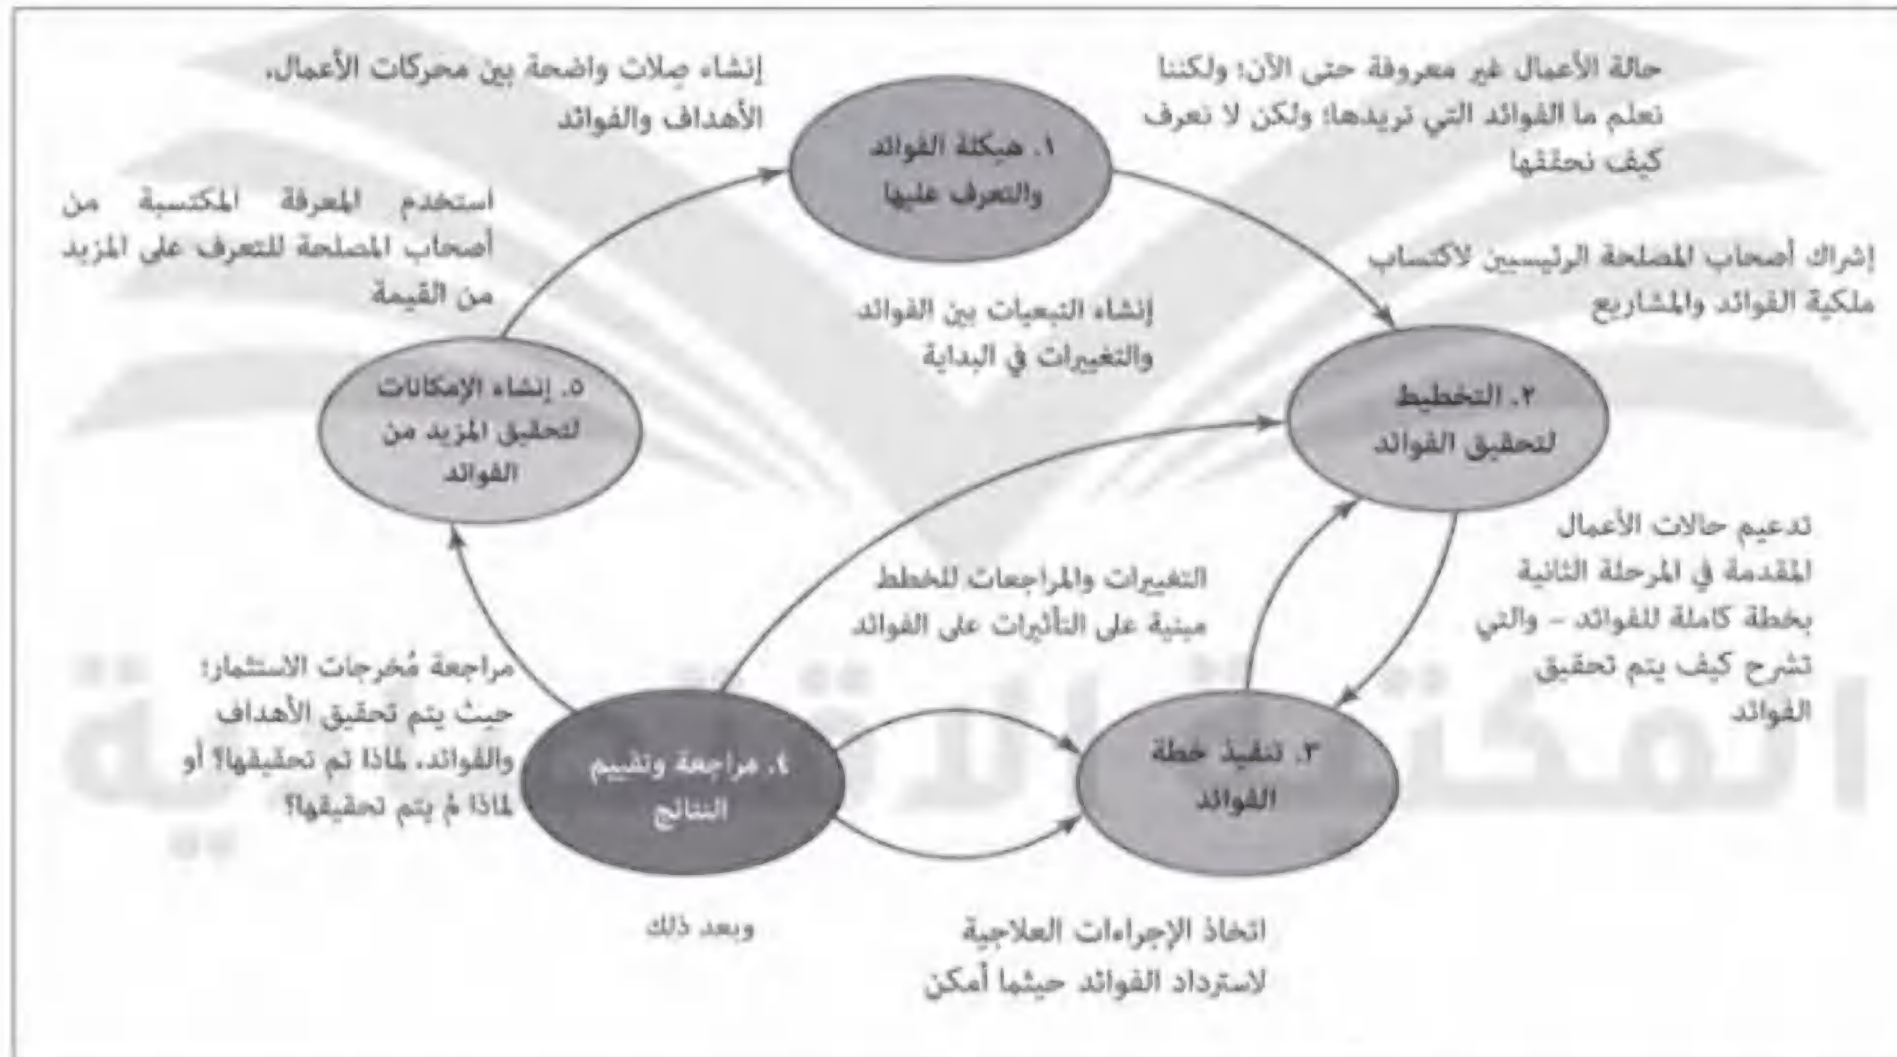 إنشاء صِلات واضحة بين محركات الأعمال،
الأهداف والفوائد
حالة الأعمال غير معروفة حتى الآن؛ ولكننا
نعلم ما الفوائد التي نريدها؛ ولكن لا نعرف
كيف نحققها
١. هيكلة الفوائد
والتعرف عليها
استخدم المعرفة المكتسبة من
أصحاب المصلحة للتعرف على المزيد
من القيمة
إشراك أصحاب المصلحة الرئيسيين لاكتساب
ملكية الفوائد والمشاريع
إنشاء التبعيات بين الفوائد
والتغييرات في البداية
٢. التخطيط
لتحقيق الفوائد
٥. إنشاء الإمكانات
لتحقيق المزيد من
الفوائد
تدعيم حالات الأعمال
المقدمة في المرحلة الثانية
بخطة كاملة للفوائد – والتي
تشرح كيف يتم تحقيق
الفوائد
التغييرات والمراجعات للخطط
مبنية على التأثيرات على الفوائد
مراجعة مُخرجات الاستثمار؛
حيث يتم تحقيق الأهداف
والفوائد، لماذا تم تحقيقها؟ أو
لماذا لم يتم تحقيقها؟
٤. مراجعة وتقييم
النتائج
٣. تنفيذ خطة
الفوائد
وبعد ذلك
اتخاذ الإجراءات العلاجية
لاسترداد الفوائد حيثما أمكن